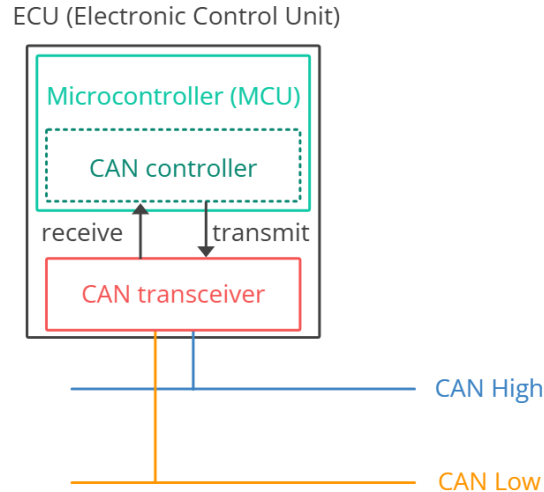 ECU (Electronic Control Unit)
Microcontroller (MCU)
CAN controller
receive
transmit
CAN transceiver
CAN High
CAN Low